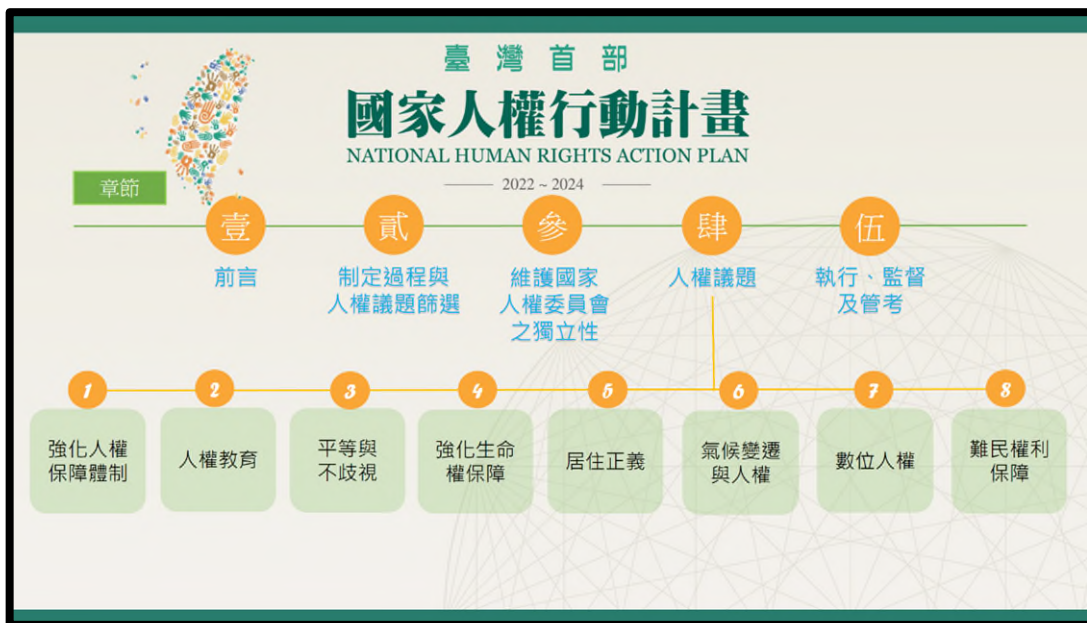 臺灣首部
國家人權行動計畫
NATIONAL HUMAN RIGHTS ACTION PLAN
2022 ~ 2024
章節
壹
前言
貳
制定過程與
人權議題篩選
參
維護國家
人權委員會
之獨立性
肆
人權議題
伍
執行、監督
及管考
1
強化人權
保障體制
2
人權教育
3
平等與
不歧視
4
強化生命
權保障
5
居住正義
6
氣候變遷
與人權
7
數位人權
8
難民權利
保障